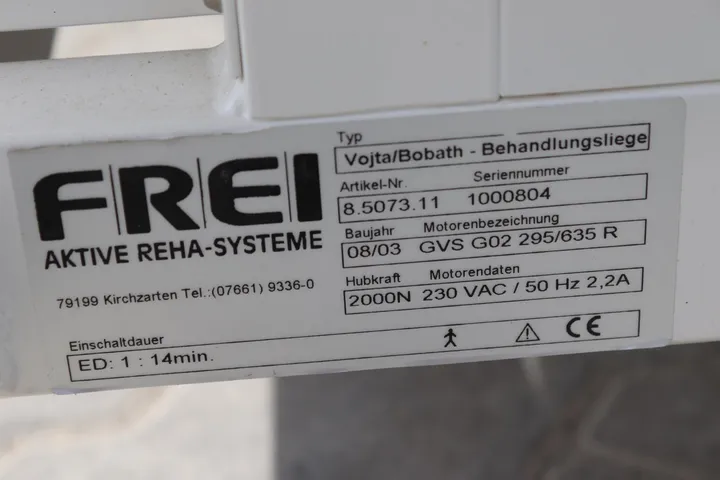 FREI
AKTIVE REHA-SYSTEME
79199 Kirchzarten Tel.:(07661) 9336-0
Typ
Vojta/Bobath - Behandlungsliege
Artikel-Nr. Seriennummer
8.5073.11 1000804
Baujahr Motorenbezeichnung
08/03 GVS G02 295/635 R
Hubkraft Motordaten
2000N 230 VAC / 50 Hz 2,2A
Einschaltdauer
ED: 1 : 14min. CE